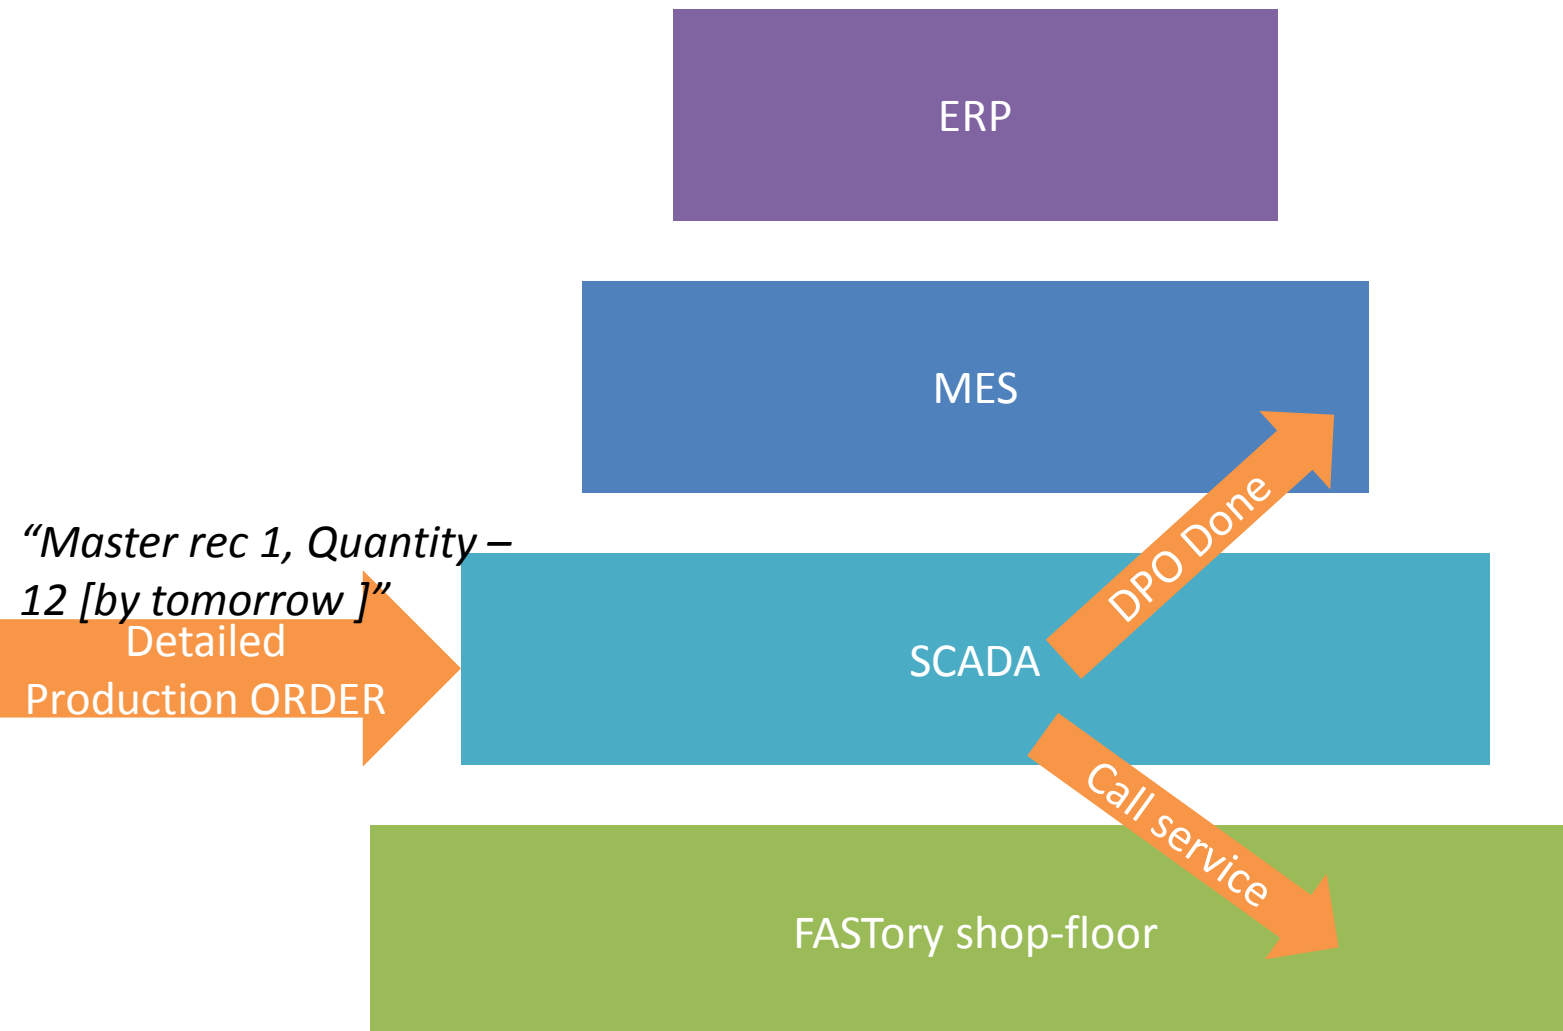 ERP
MES
“Master rec 1, Quantity –
12 [by tomorrow ]”
Detailed
Production ORDER
SCADA
DPO Done
Call service
FASTory shop-floor